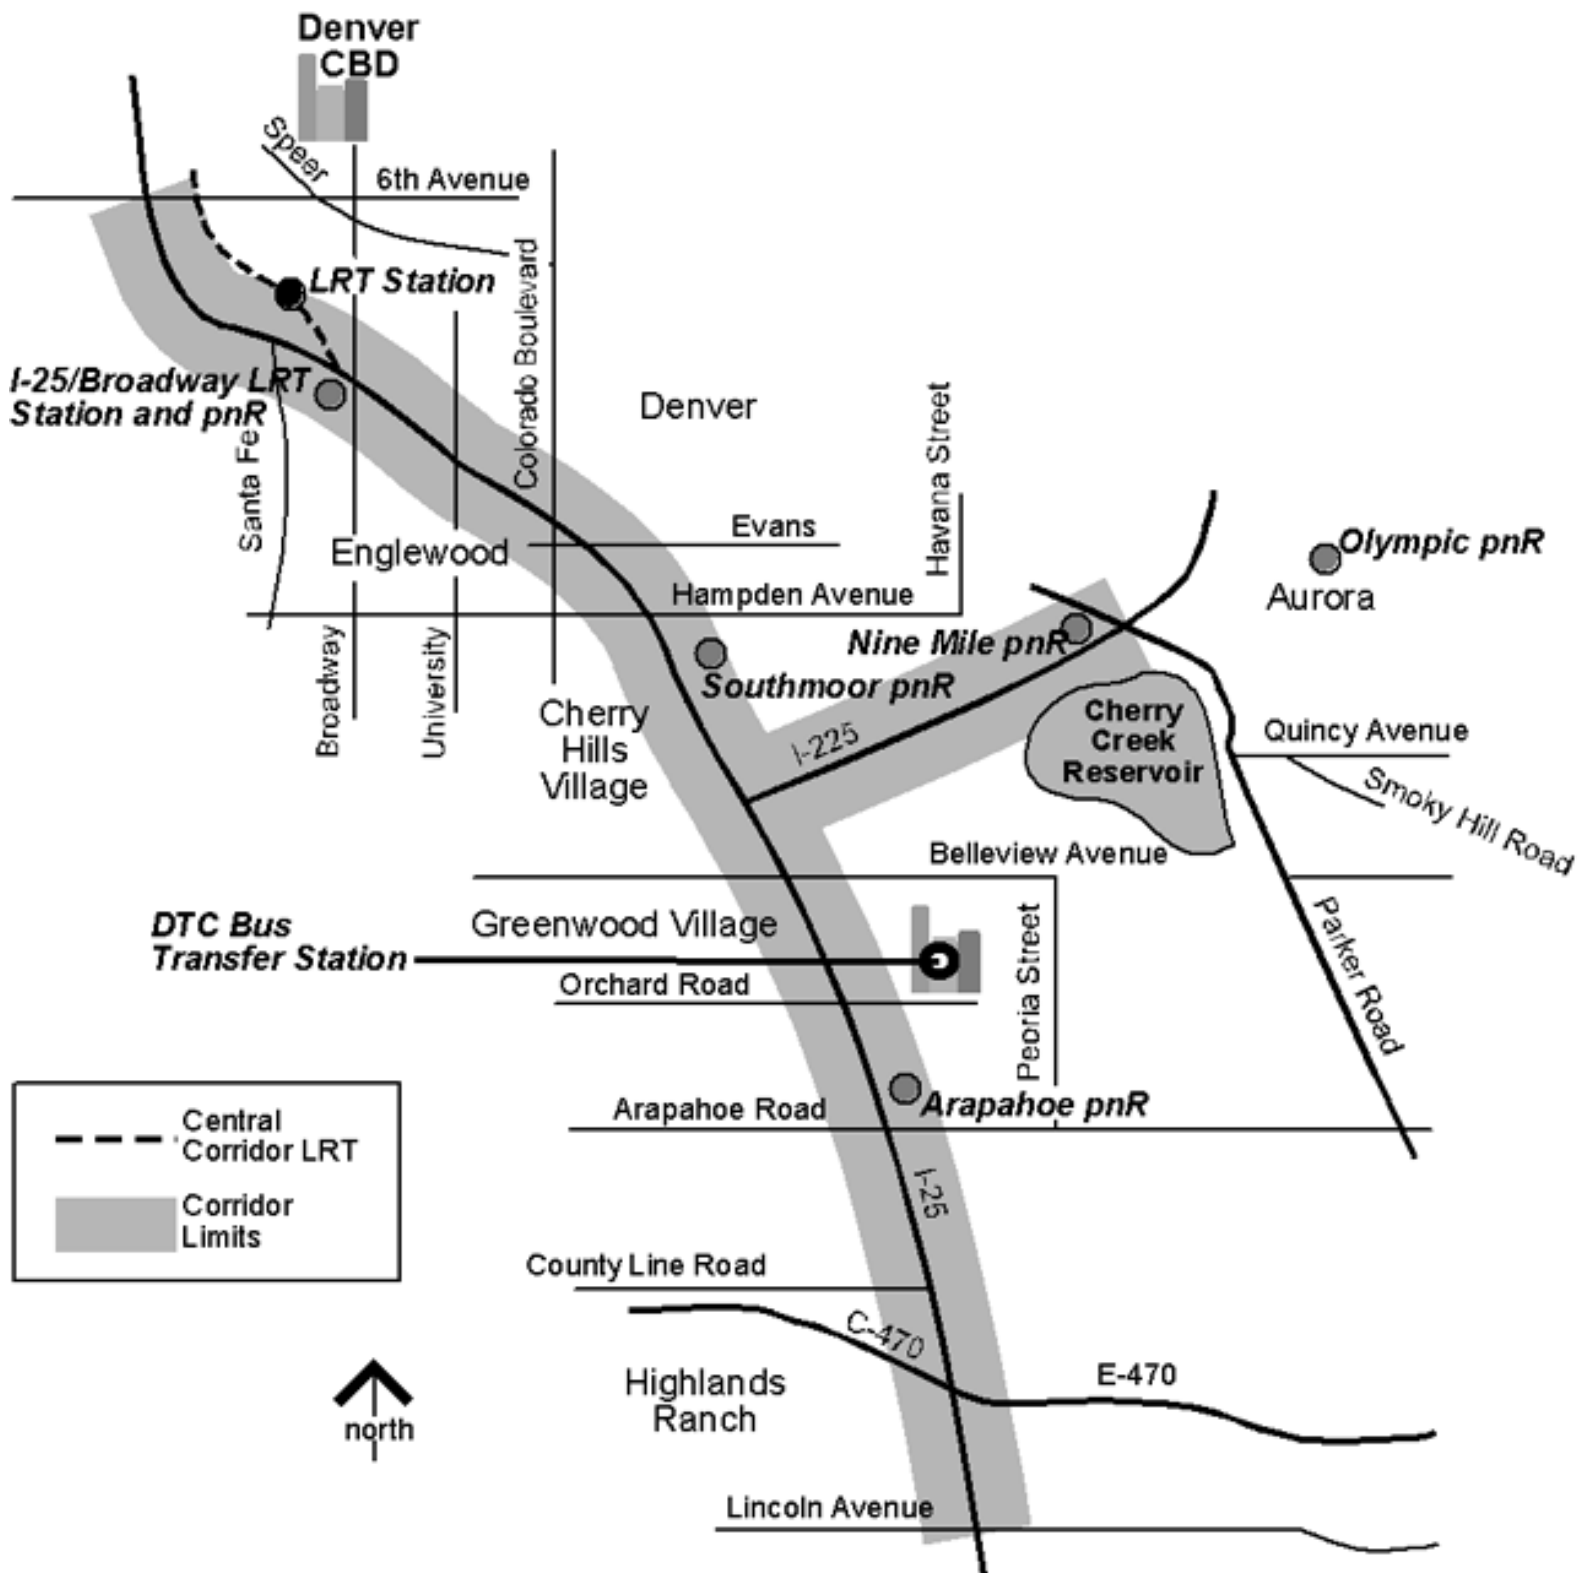 Denver
CBD
Speer
6th Avenue
LRT Station
Colorado Boulevard
I-25/Broadway LRT
Station and pnR
Santa Fe
Denver
Havana Street
Evans
Englewood
Olympic pnR
Aurora
Hampden Avenue
Nine Mile pnR
Southmoor pnR
Broadway
University
Cherry
Hills
Village
I-225
Cherry
Creek
Reservoir
Quincy Avenue
Smoky Hill Road
Belleview Avenue
DTC Bus
Transfer Station
Greenwood Village
Orchard Road
Peoria Street
Parker Road
Arapahoe Road
Arapahoe pnR
Central
Corridor LRT
Corridor
Limits
I-25
County Line Road
C-470
E-470
Highlands
Ranch
north
Lincoln Avenue